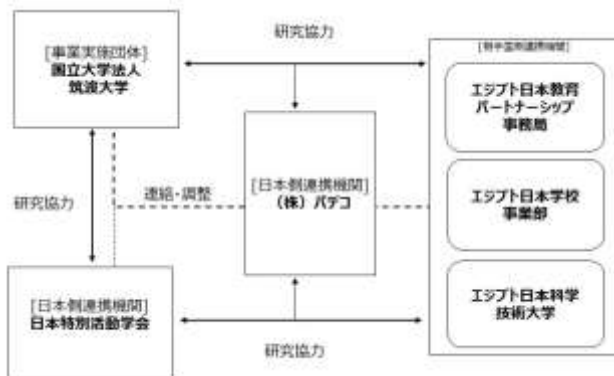 研究協力
[事業実施団体]
国立大学法人
筑波大学
[相手国側連携機関]
エジプト日本教育
パートナーシップ
事務局
[日本側連携機関]
(株) パデコ
連絡・調整
研究協力
エジプト日本学校
事業部
[日本側連携機関]
日本特別活動学会
エジプト日本科学
技術大学
研究協力